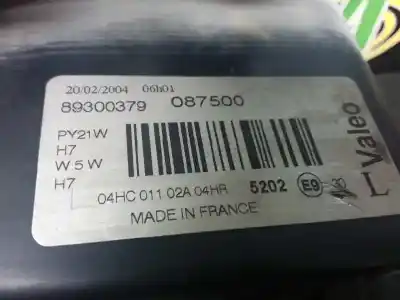 20/02/2004 06h01
89300379 087500
PY21W
H7
W5W
H7
04HC 011 02A 04HR 5202 E9
MADE IN FRANCE
L Valeo